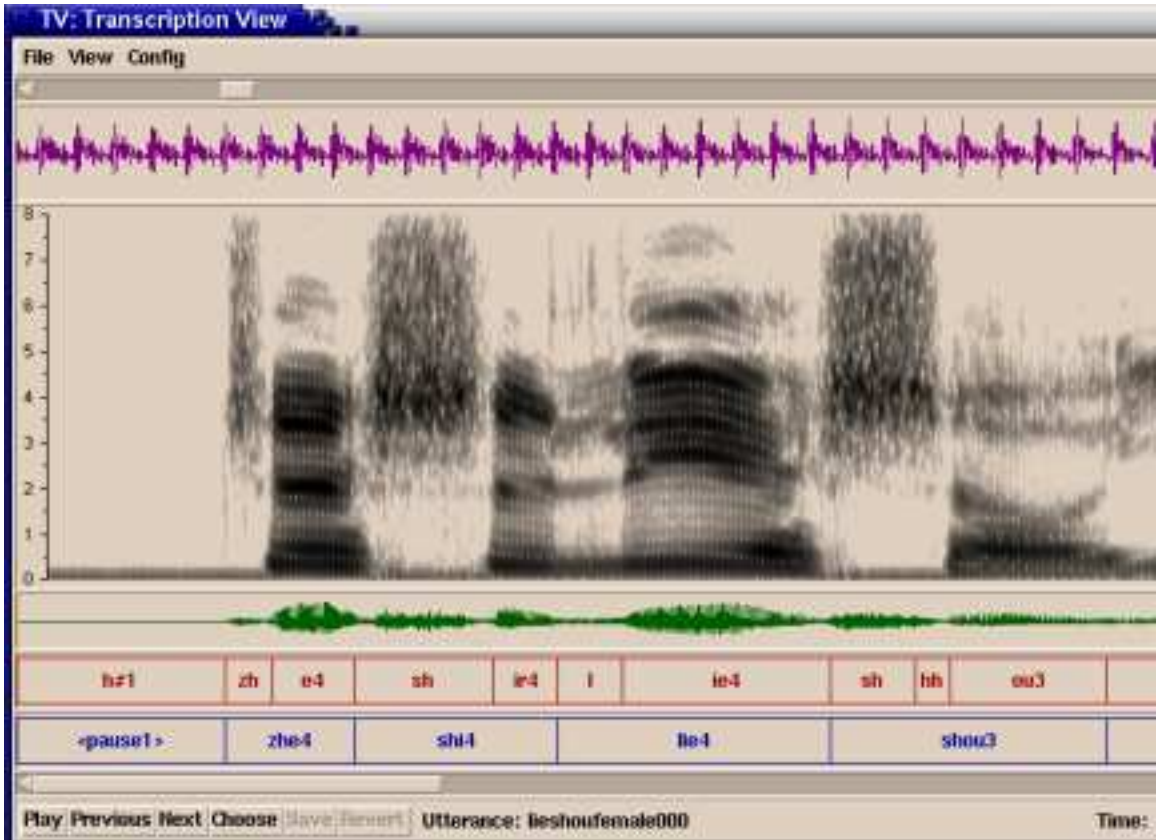 TV: Transcription View
File View Config
8
7
6
5
4
3
2
1
0
h#1 zh e4 sh ir4 l ie4 sh hh ou3
<pause1> zhe4 shi4 lie4 shou3
Play Previous Next Choose Save Revert Utterance: lieshoufemale000 Time: